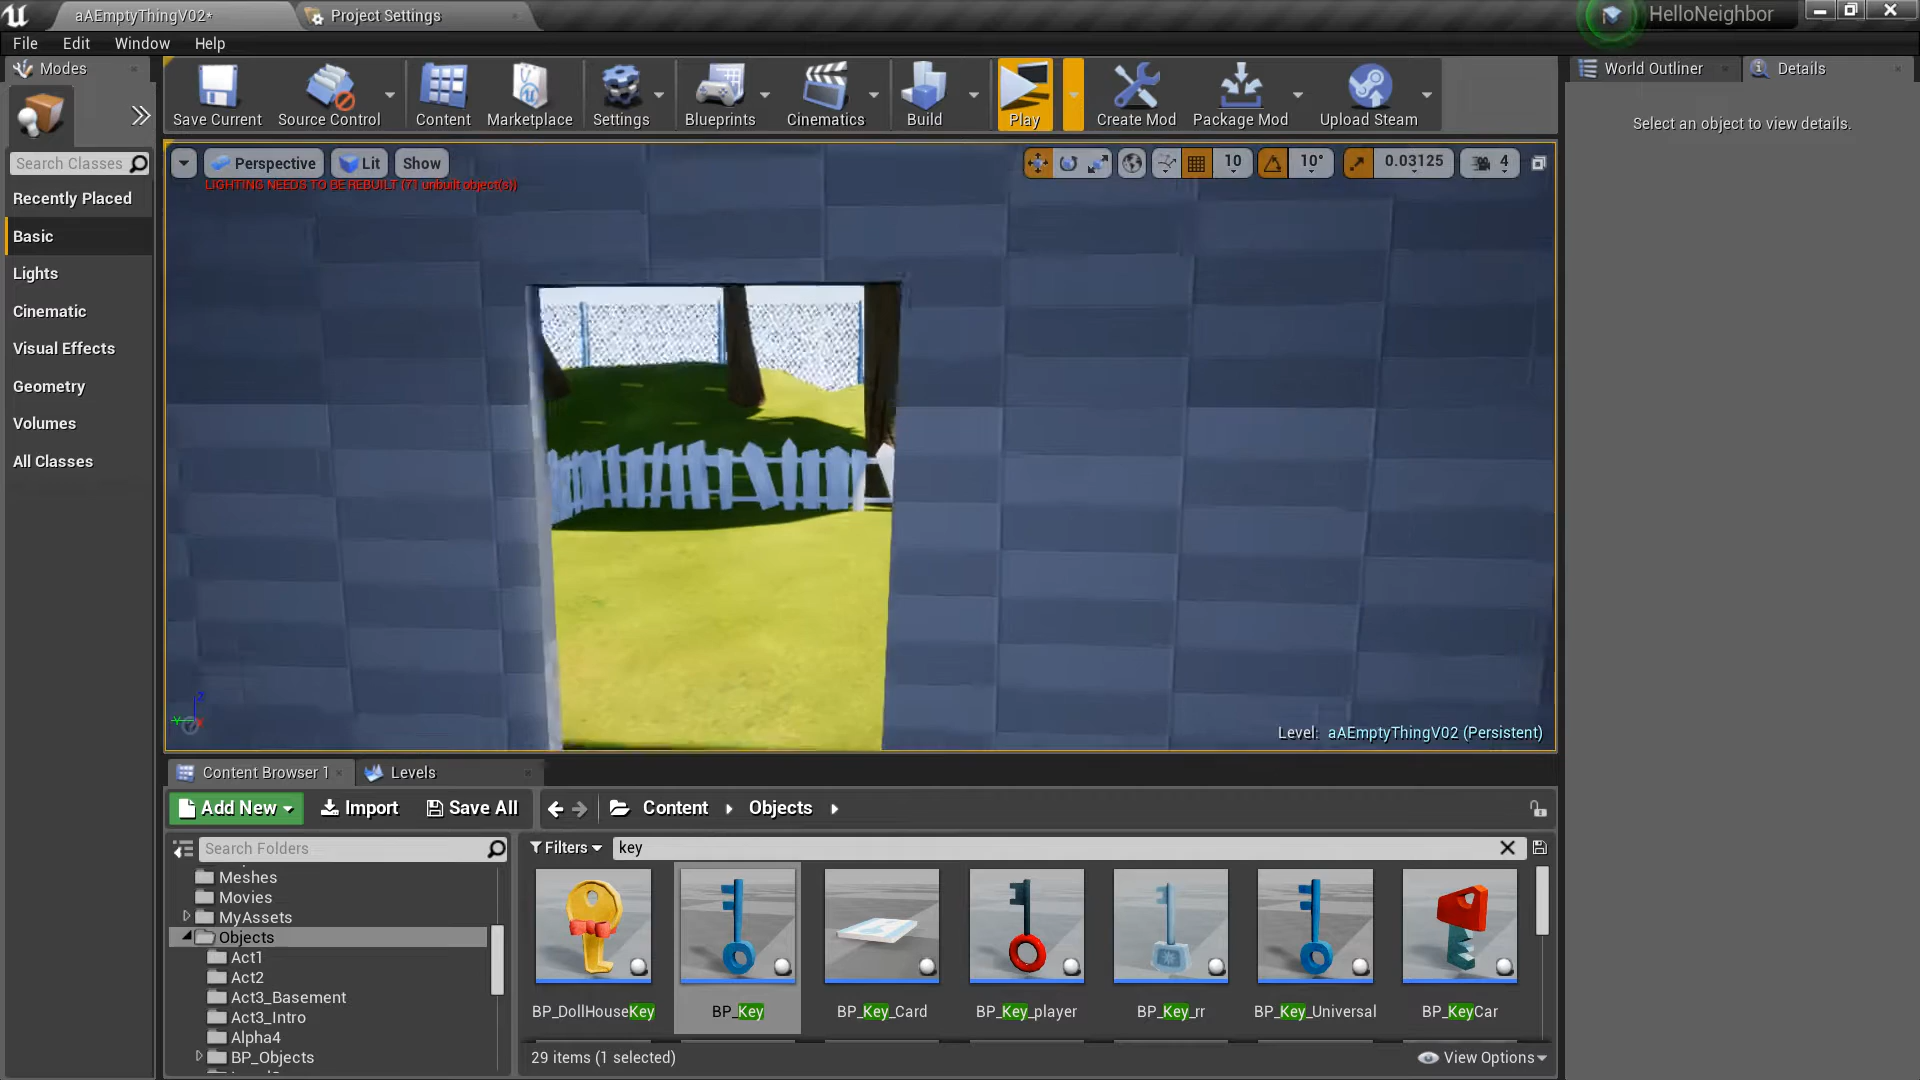 aAEmptyThingV02*
Project Settings
HelloNeighbor
File Edit Window Help
Modes
Search Classes
Recently Placed
Basic
Lights
Cinematic
Visual Effects
Geometry
Volumes
All Classes
Save Current
Source Control
Content
Marketplace
Settings
Blueprints
Cinematics
Build
Play
Create Mod
Package Mod
Upload Steam
World Outliner
Details
Select an object to view details.
Perspective
Lit
Show
10
10°
0.03125
4
LIGHTING NEEDS TO BE REBUILT (71 unbuilt object(s))
Z
Y
X
Level: aAEmptyThingV02 (Persistent)
Content Browser 1
Levels
Add New
Import
Save All
Content
Objects
Search Folders
Meshes
Movies
MyAssets
Objects
Act1
Act2
Act3_Basement
Act3_Intro
Alpha4
BP_Objects
Filters
key
BP_DollHouseKey
BP_Key
BP_Key_Card
BP_Key_player
BP_Key_rr
BP_Key_Universal
BP_KeyCar
29 items (1 selected)
View Options